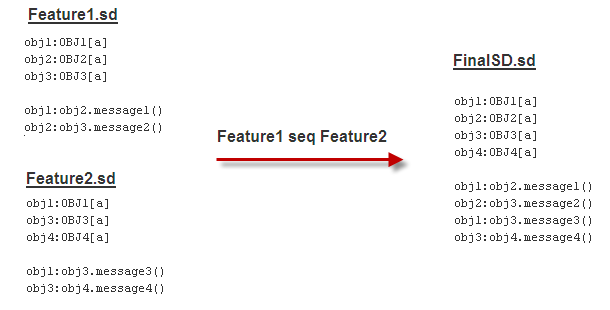 Feature1.sd
obj1:OBJ1[a]
obj2:OBJ2[a]
obj3:OBJ3[a]
obj1:obj2.message1()
obj2:obj3.message2()
Feature2.sd
obj1:OBJ1[a]
obj3:OBJ3[a]
obj4:OBJ4[a]
obj1:obj3.message3()
obj3:obj4.message4()
Feature1 seq Feature2
FinalSD.sd
obj1:OBJ1[a]
obj2:OBJ2[a]
obj3:OBJ3[a]
obj4:OBJ4[a]
obj1:obj2.message1()
obj2:obj3.message2()
obj1:obj3.message3()
obj3:obj4.message4()